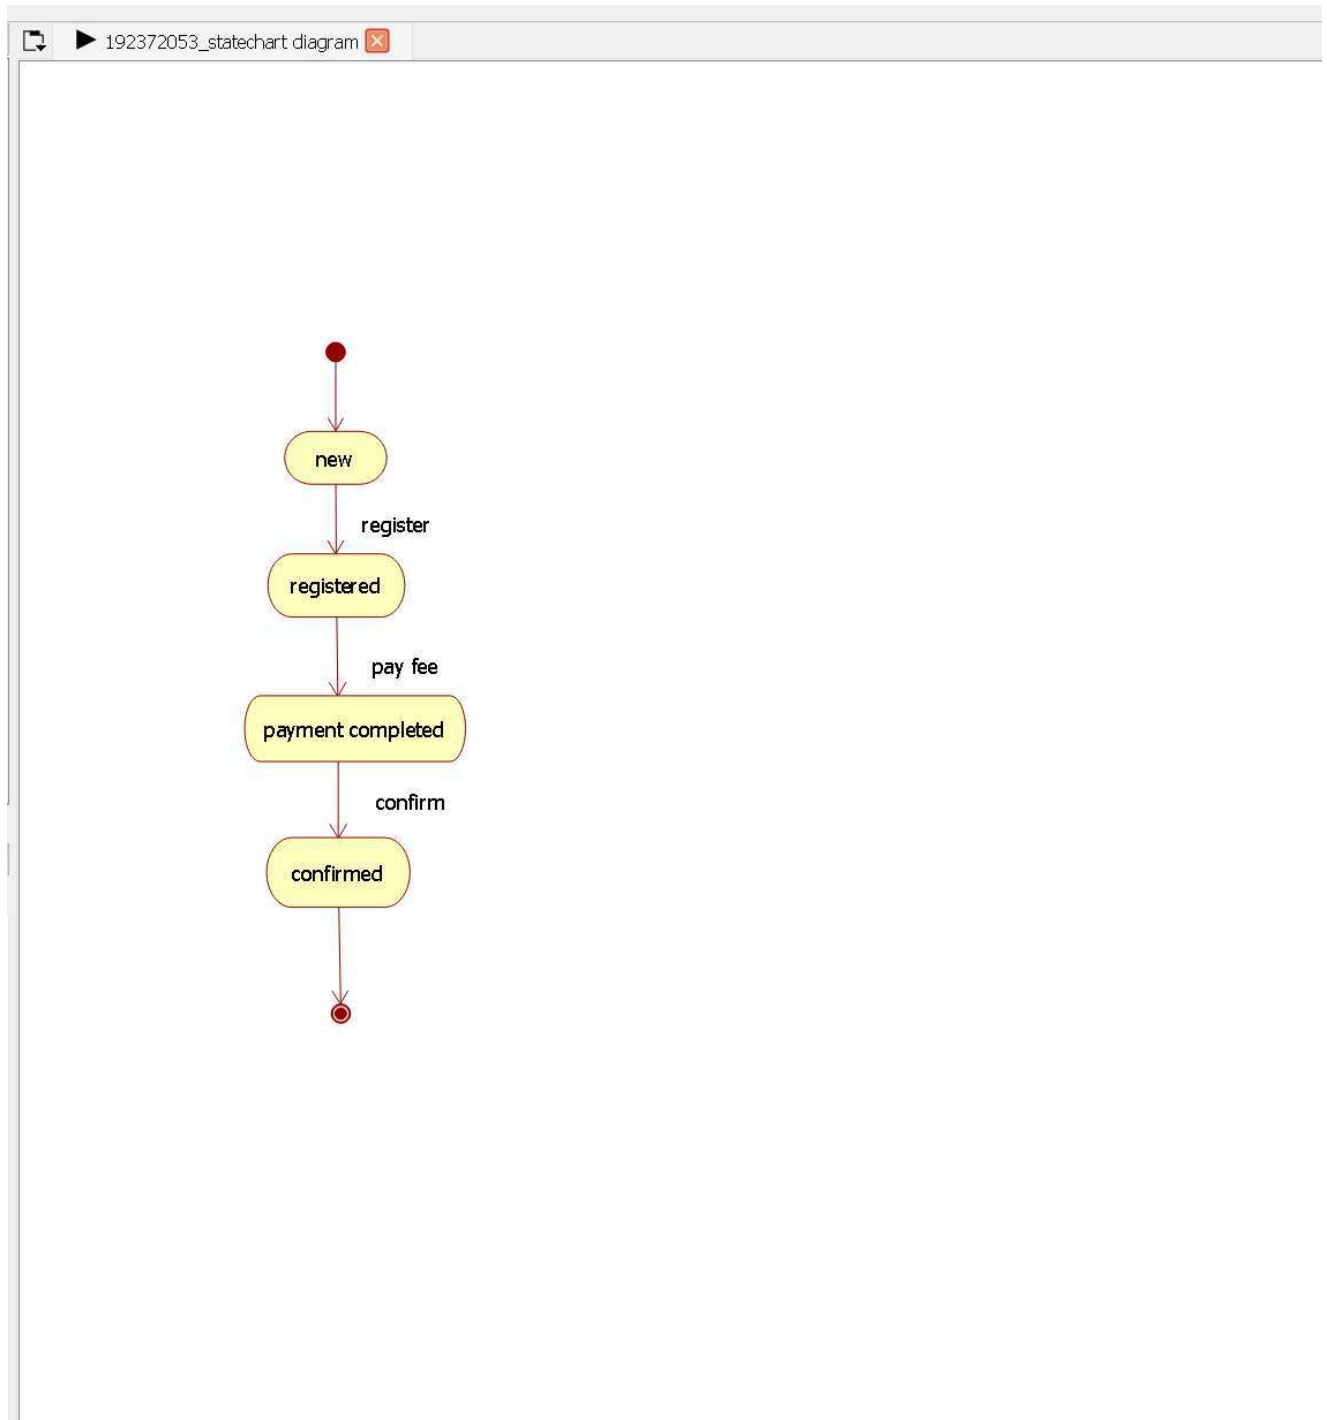 192372053_statechart diagram
new
register
registered
pay fee
payment completed
confirm
confirmed